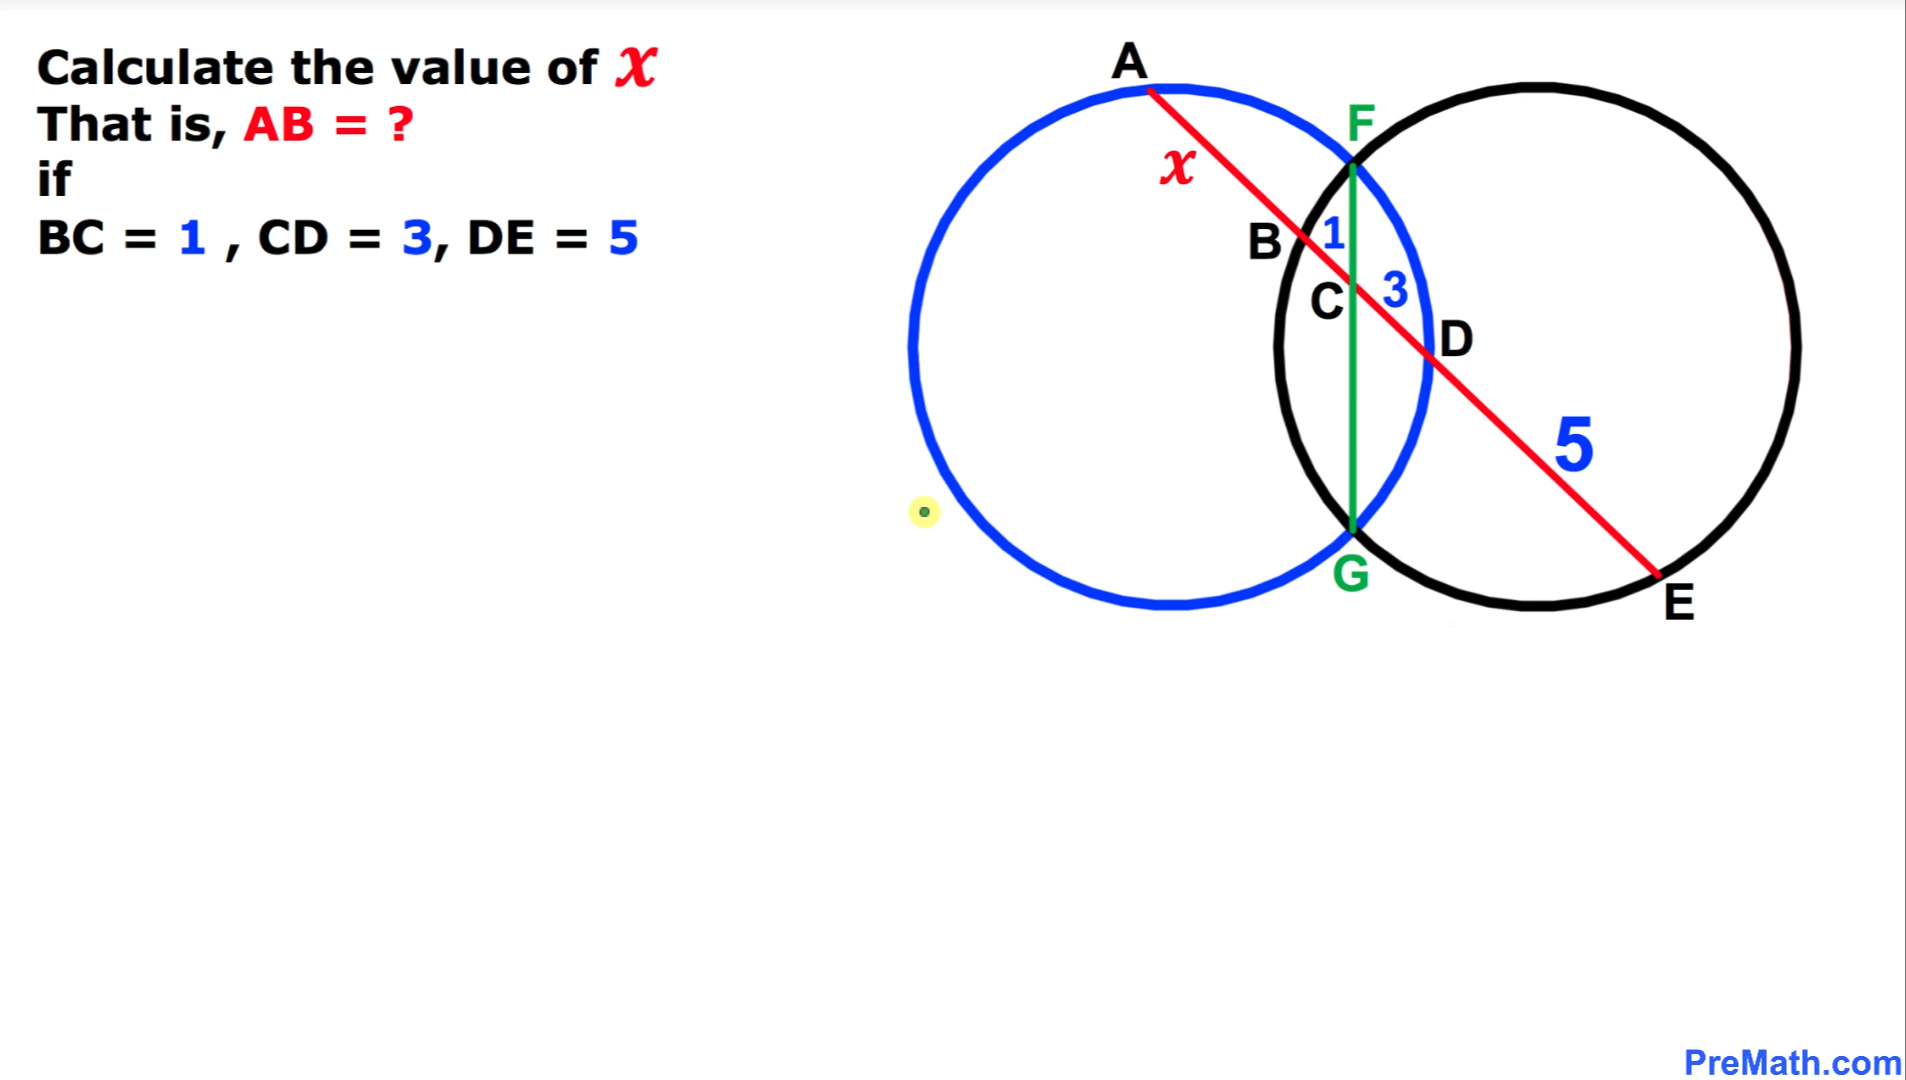 Calculate the value of x
That is, AB = ?
if
BC = 1 , CD = 3, DE = 5
A
F
x
B
1
C
3
D
5
G
E
PreMath.com